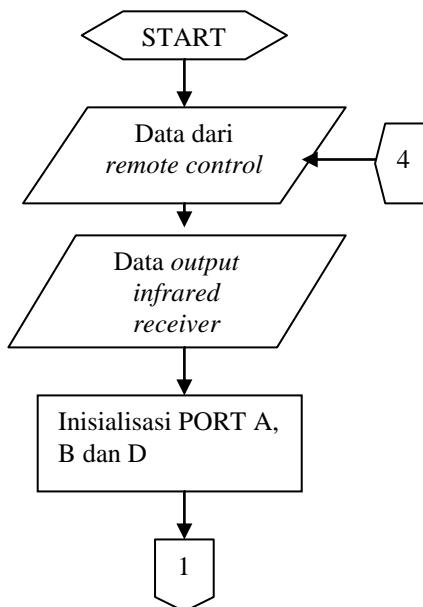 START
Data dari
remote control
4
Data output
infrared
receiver
Inisialisasi PORT A,
B dan D
1